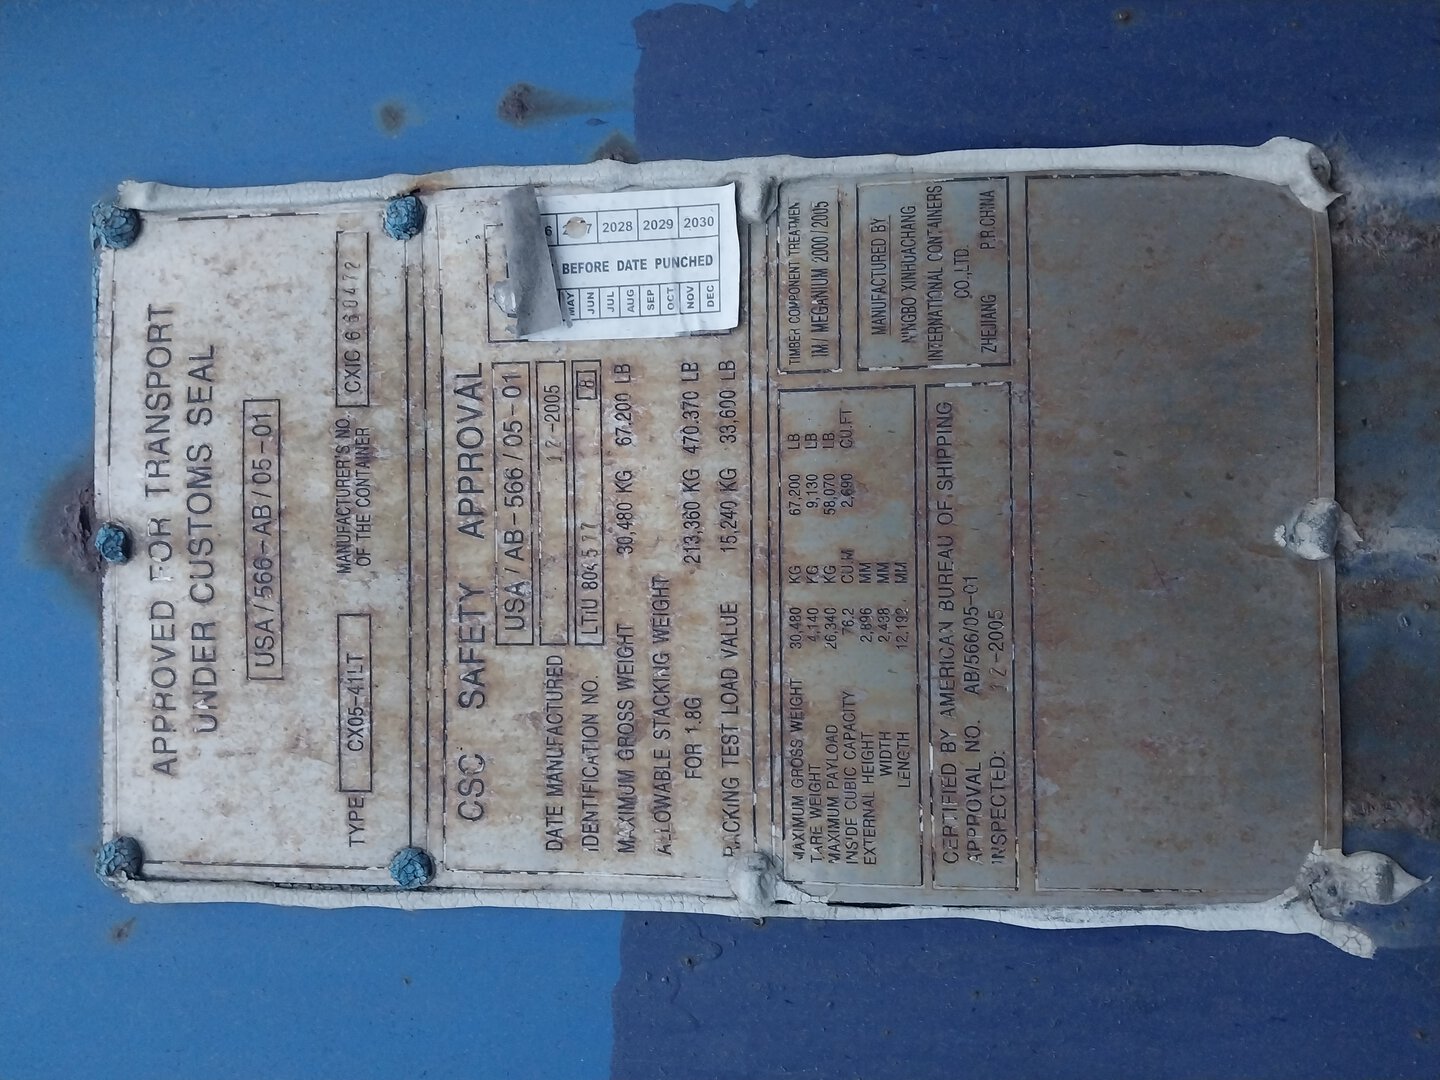 APPROVED FOR TRANSPORT
UNDER CUSTOMS SEAL
USA/566-AB/05-01
TYPE CX05-41LT
MANUFACTURER'S NO.
OF THE CONTAINER
CXIC 660472
CSC SAFETY APPROVAL
USA/AB-566/05-01
DATE MANUFACTURED 12-2005
IDENTIFICATION NO. LTIU 804577 8
MAXIMUM GROSS WEIGHT 30,480 KG 67,200 LB
ALLOWABLE STACKING WEIGHT
FOR 1.8G 213,360 KG 470,370 LB
RACKING TEST LOAD VALUE 15,240 KG 33,600 LB
2028 2029 2030
BEFORE DATE PUNCHED
MAY JUN JUL AUG SEP OCT NOV DEC
MAXIMUM GROSS WEIGHT 30,480 KG 67,200 LB
TARE WEIGHT 4,140 KG 9,130 LB
MAXIMUM PAYLOAD 26,340 KG 58,070 LB
INSIDE CUBIC CAPACITY 76.2 CU.M 2,690 CU.FT
EXTERNAL HEIGHT 2,896 MM
WIDTH 2,438 MM
LENGTH 12,192 MM
TIMBER COMPONENT TREATMEN
IM/ MEGANIUM 2000/2005
MANUFACTURED BY
NINGBO XINHUACHANG
INTERNATIONAL CONTAINERS
CO.,LTD
ZHEJIANG P.R.CHINA
CERTIFIED BY AMERICAN BUREAU OF SHIPPING
APPROVAL NO. AB/566/05-01
INSPECTED: 12-2005